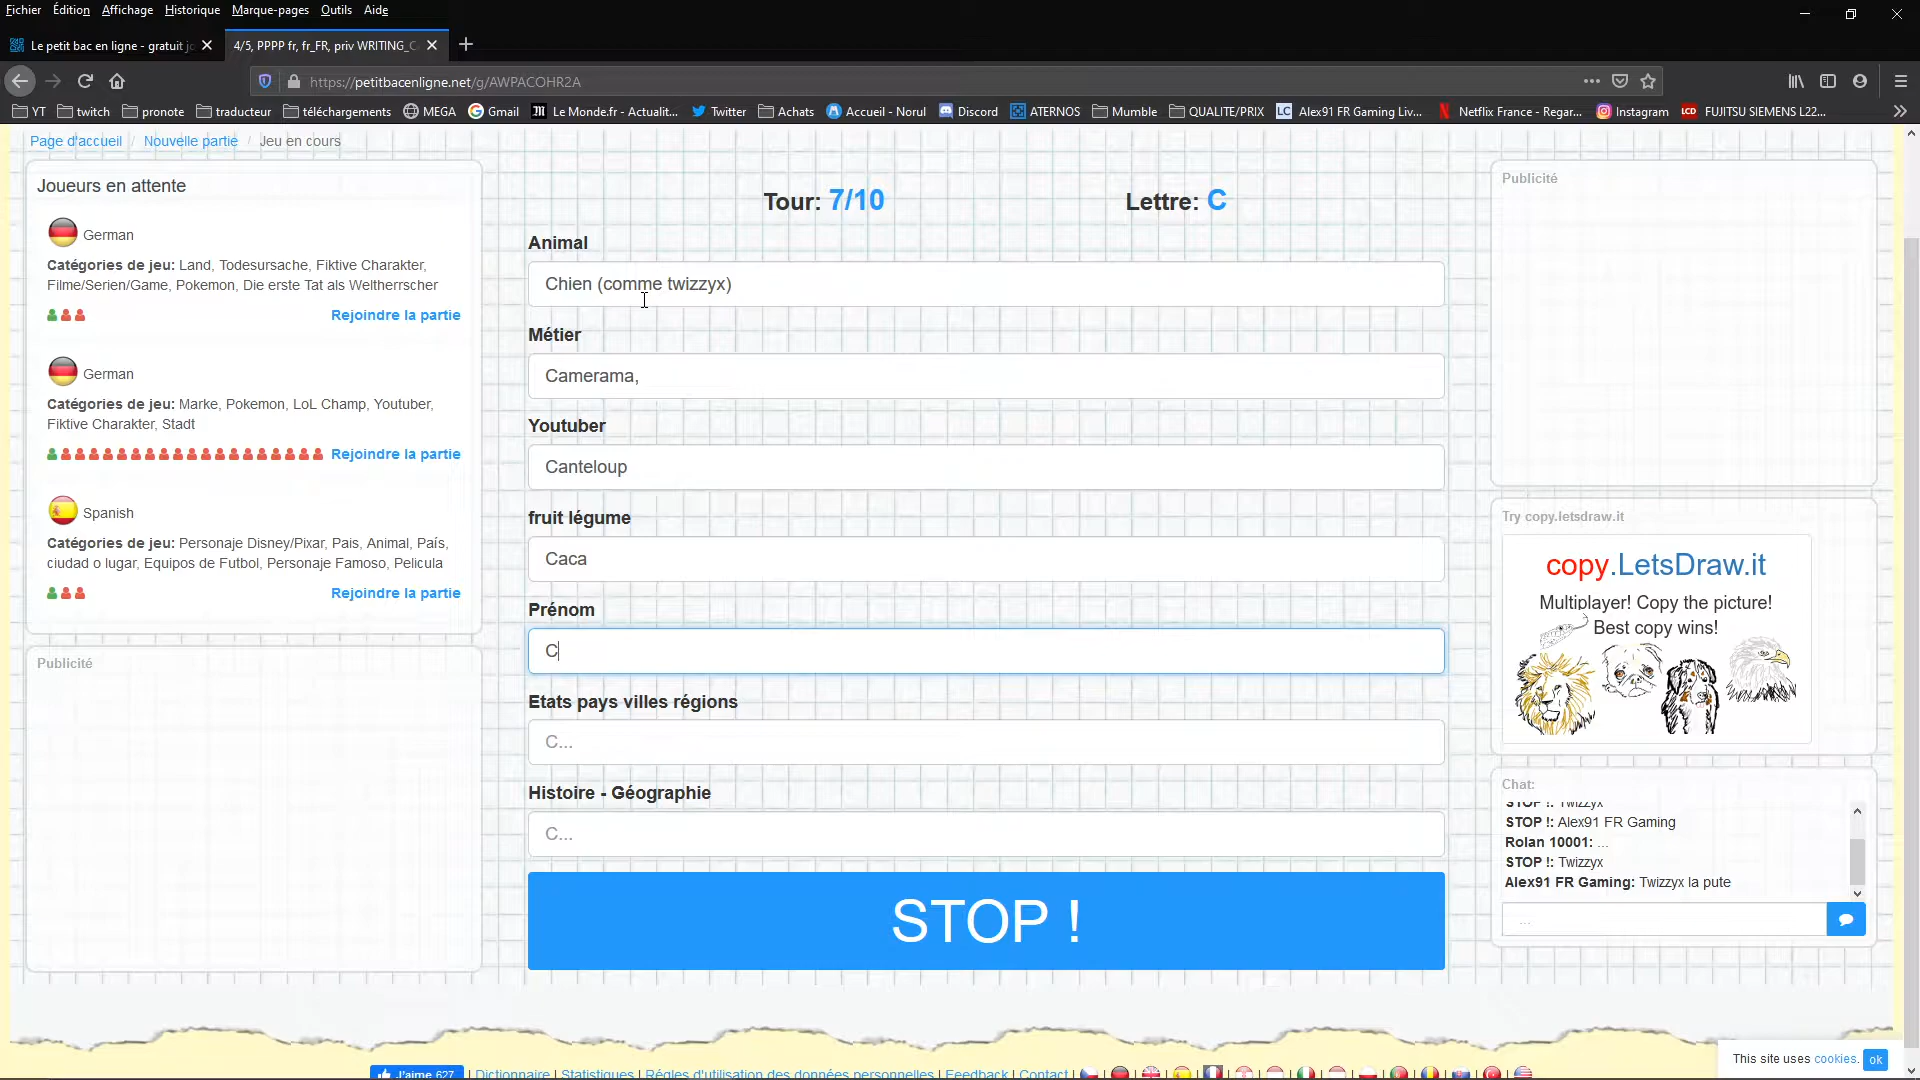 Fichier Édition Affichage Historique Marque-pages Outils Aide
Le petit bac en ligne - gratuit jo
4/5, PPPP fr, fr_FR, priv WRITING_C
https://petitbacenligne.net/g/AWPACOHR2A
YT twitch pronote traducteur téléchargements MEGA Gmail Le Monde.fr - Actualit... Twitter Achats Accueil - Norul Discord ATERNOS Mumble QUALITE/PRIX Alex91 FR Gaming Liv... Netflix France - Regar... Instagram FUJITSU SIEMENS L22...
Page d'accueil / Nouvelle partie / Jeu en cours
Joueurs en attente
German
Catégories de jeu: Land, Todesursache, Fiktive Charakter,
Filme/Serien/Game, Pokemon, Die erste Tat als Weltherrscher
Rejoindre la partie
German
Catégories de jeu: Marke, Pokemon, LoL Champ, Youtuber,
Fiktive Charakter, Stadt
Rejoindre la partie
Spanish
Catégories de jeu: Personaje Disney/Pixar, Pais, Animal, País,
ciudad o lugar, Equipos de Futbol, Personaje Famoso, Pelicula
Rejoindre la partie
Publicité
Tour: 7/10
Lettre: C
Animal
Chien (comme twizzyx)
Métier
Camerama,
Youtuber
Canteloup
fruit légume
Caca
Prénom
C
Etats pays villes régions
C...
Histoire - Géographie
C...
STOP !
Publicité
Try copy.letsdraw.it
copy.LetsDraw.it
Multiplayer! Copy the picture!
Best copy wins!
Chat:
STOP !: Twizzyx
STOP !: Alex91 FR Gaming
Rolan 10001: ...
STOP !: Twizzyx
Alex91 FR Gaming: Twizzyx la pute
...
This site uses cookies. ok
J'aime 627 | Dictionnaire | Statistiques | Règles d'utilisation des données personnelles | Feedback | Contact |